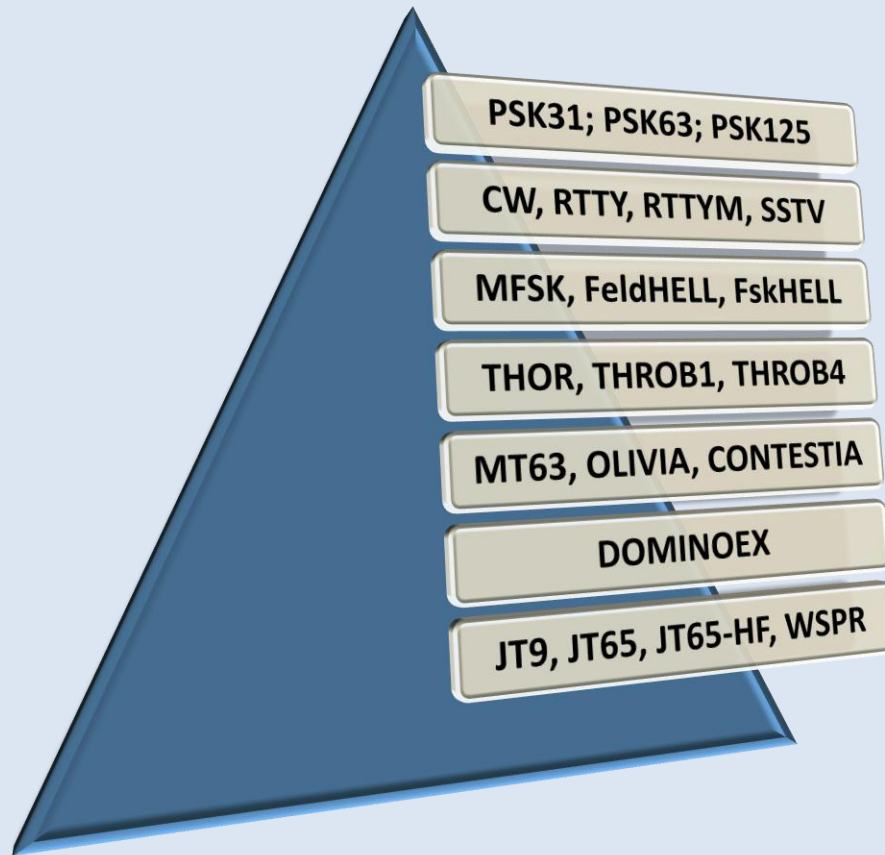 PSK31; PSK63; PSK125
CW, RTTY, RTTYM, SSTV
MFSK, FeldHELL, FskHELL
THOR, THROB1, THROB4
MT63, OLIVIA, CONTESTIA
DOMINOEX
JT9, JT65, JT65-HF, WSPR